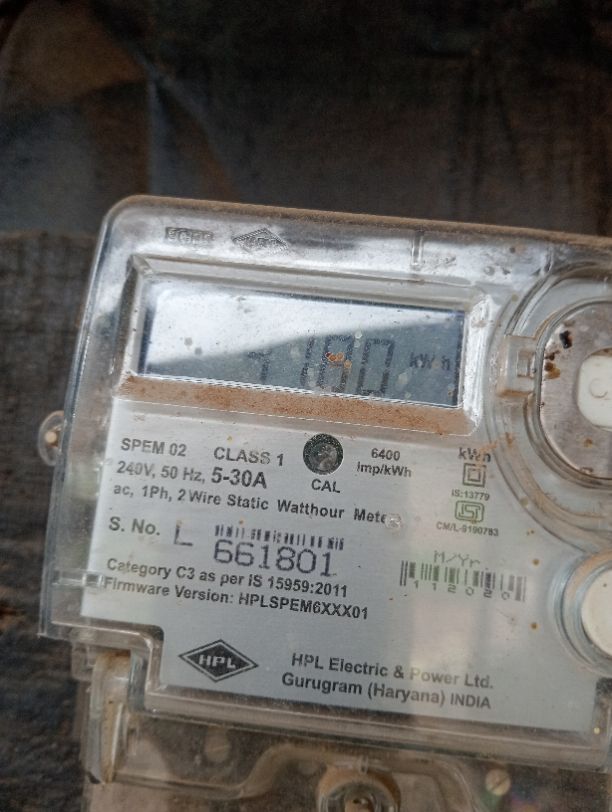 kWh
SPEM 02 CLASS 1 6400 kWh
240V, 50 Hz, 5-30A Imp/kWh
CAL
IS:13779
ac, 1Ph, 2 Wire Static Watthour Meter
CM/L-9190783
S. No. L 661801
M/Yr.
112020
Category C3 as per IS 15959:2011
Firmware Version: HPLSPEM6XXX01
HPL
HPL Electric & Power Ltd.
Gurugram (Haryana) INDIA